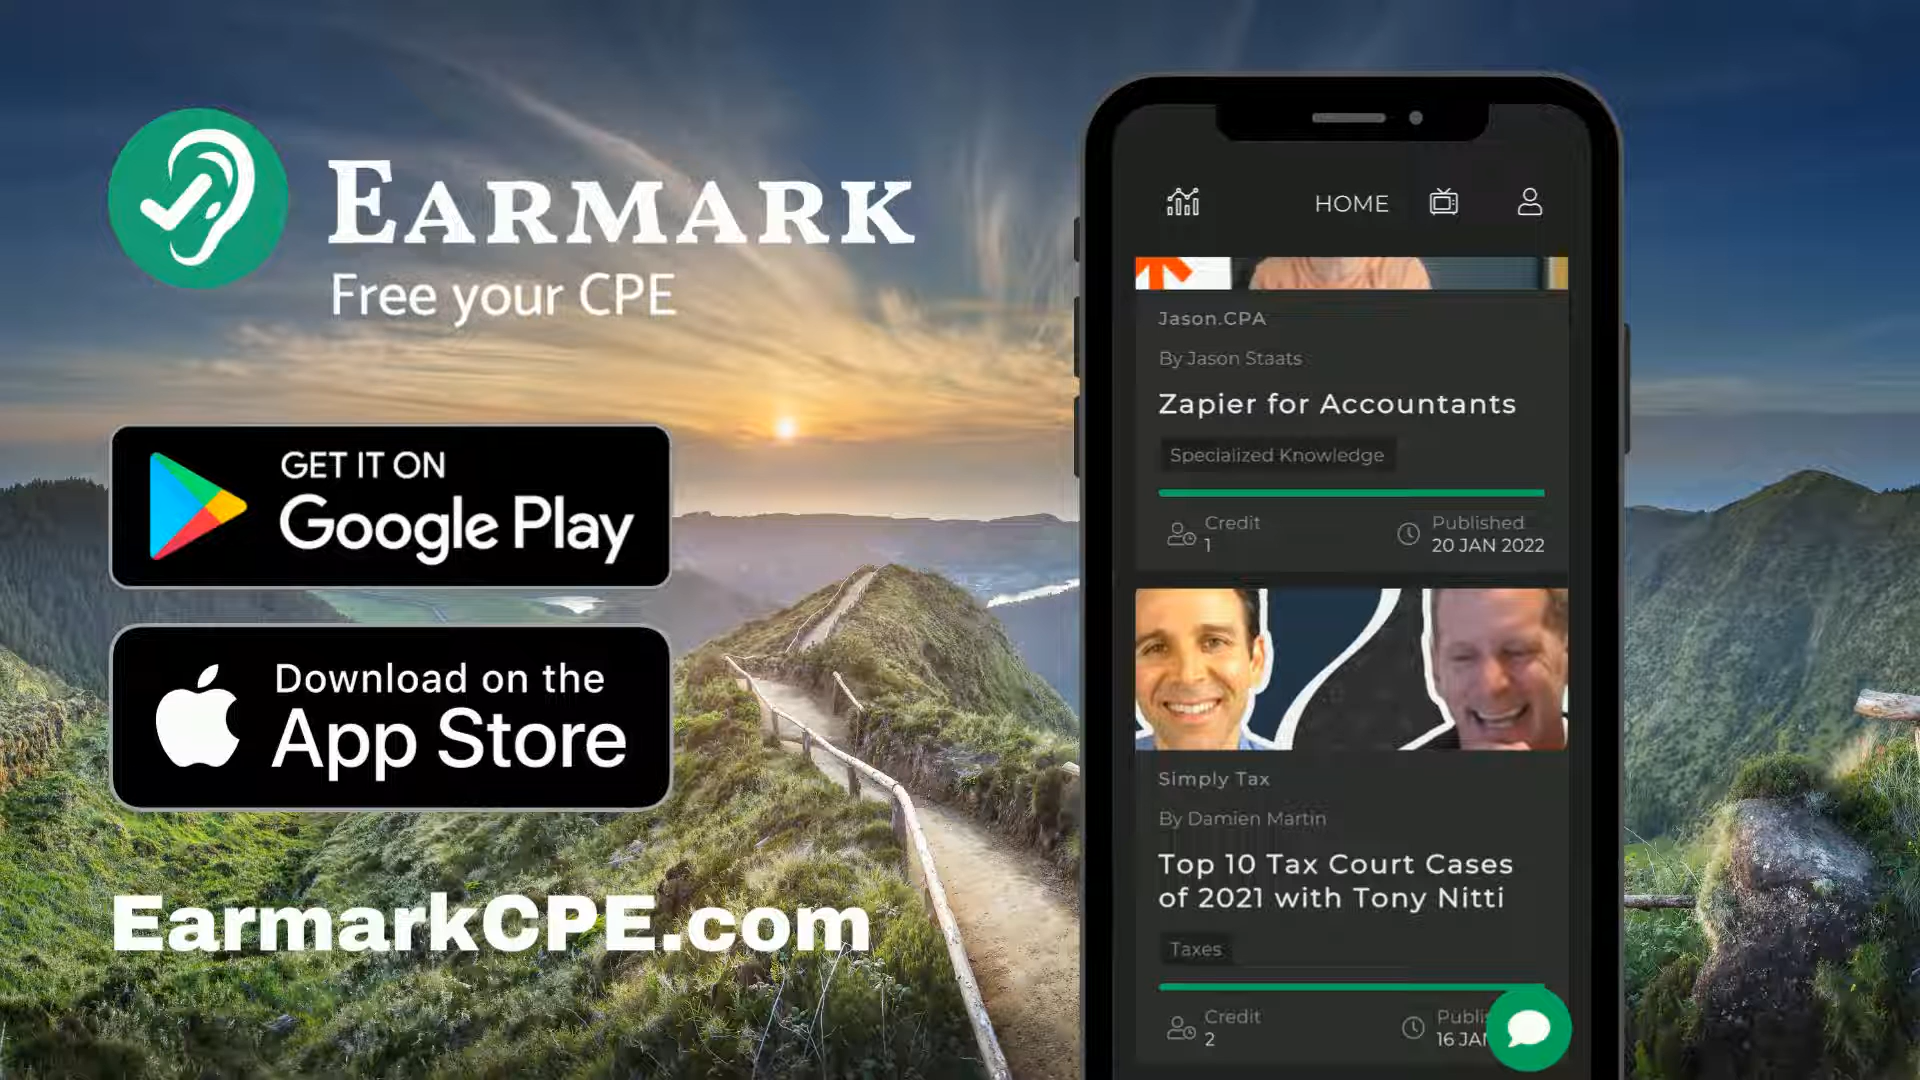 EARMARK
Free your CPE
GET IT ON
Google Play
Download on the
App Store
EarmarkCPE.com
HOME
Jason.CPA
By Jason Staats
Zapier for Accountants
Specialized Knowledge
Credit
1
Published
20 JAN 2022
Simply Tax
By Damien Martin
Top 10 Tax Court Cases
of 2021 with Tony Nitti
Taxes
Credit
2
16